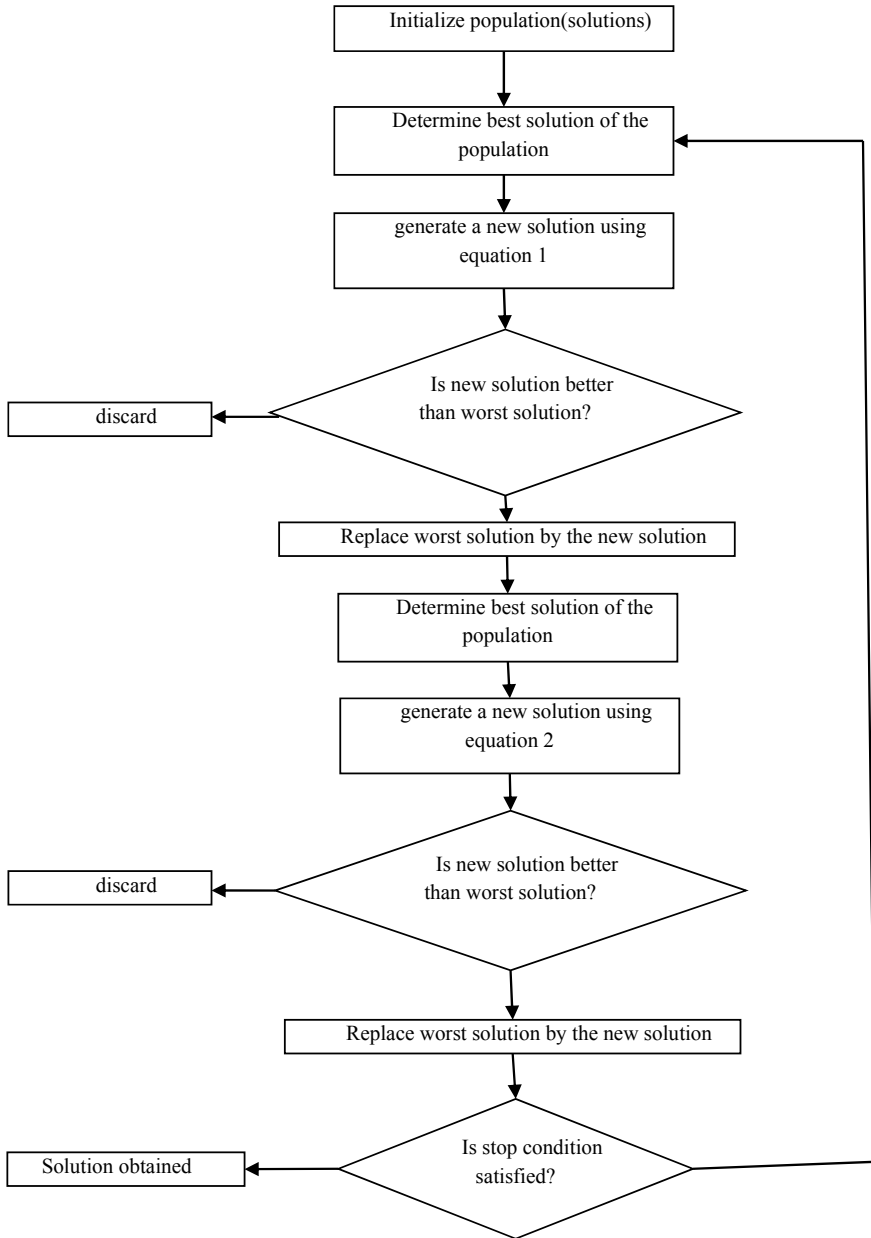 Initialize population(solutions)
Determine best solution of the
population
generate a new solution using
equation 1
Is new solution better
than worst solution?
discard
Replace worst solution by the new solution
Determine best solution of the
population
generate a new solution using
equation 2
Is new solution better
than worst solution?
discard
Replace worst solution by the new solution
Is stop condition
satisfied?
Solution obtained